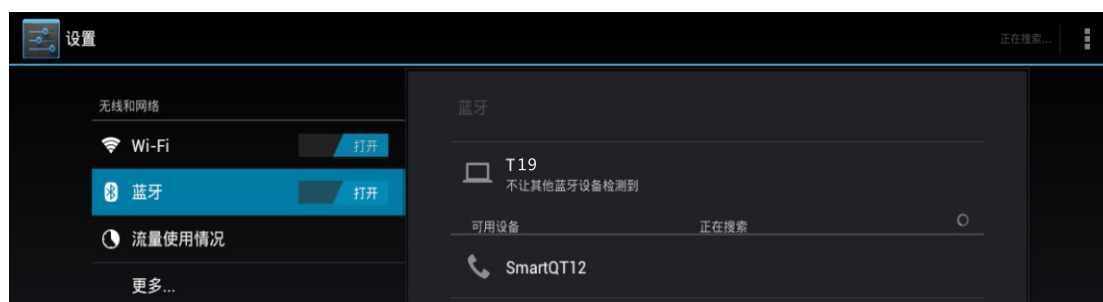 设置
正在搜索...
无线和网络
Wi-Fi 打开
蓝牙 打开
流量使用情况
更多...
蓝牙
T19
不让其他蓝牙设备检测到
可用设备 正在搜索
SmartQT12